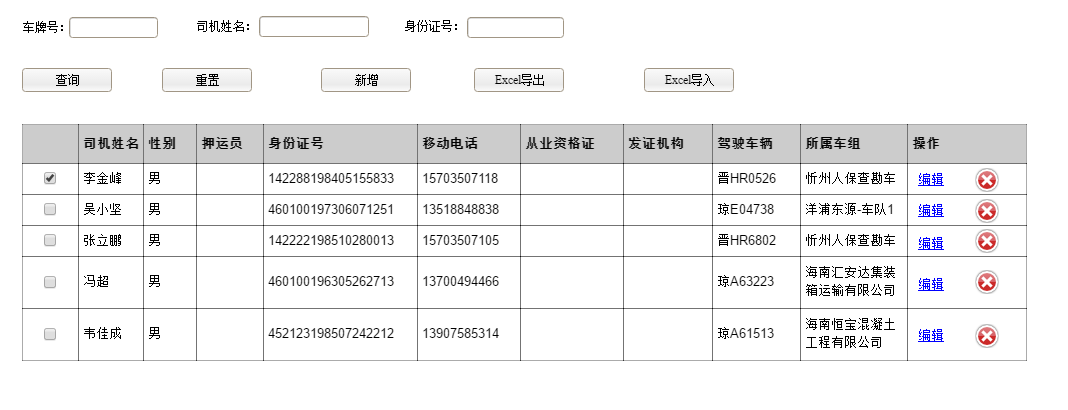 车牌号： 司机姓名： 身份证号：
查询 重置 新增 Excel导出 Excel导入
司机姓名 性别 押运员 身份证号 移动电话 从业资格证 发证机构 驾驶车辆 所属车组 操作
李金峰 男 142288198405155833 15703507118 晋HR0526 忻州人保查勘车 编辑
吴小坚 男 460100197306071251 13518848838 琼E04738 洋浦东源-车队1 编辑
张立鹏 男 142222198510280013 15703507105 晋HR6802 忻州人保查勘车 编辑
冯超 男 460100196305262713 13700494466 琼A63223 海南汇安达集装 编辑
箱运输有限公司
韦佳成 男 452123198507242212 13907585314 琼A61513 海南恒宝混凝土 编辑
工程有限公司